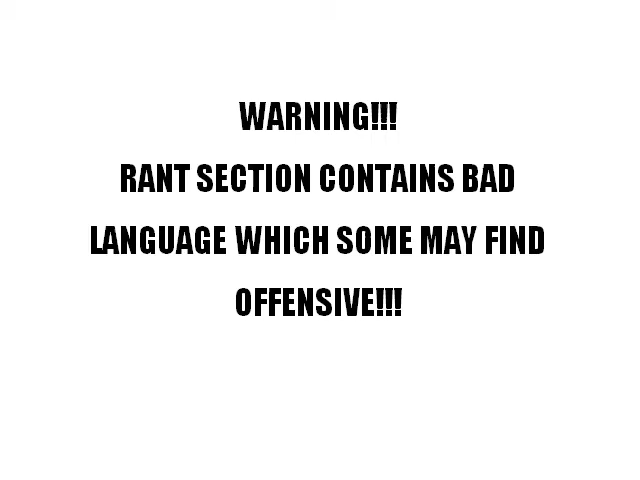 WARNING!!!
RANT SECTION CONTAINS BAD
LANGUAGE WHICH SOME MAY FIND
OFFENSIVE!!!